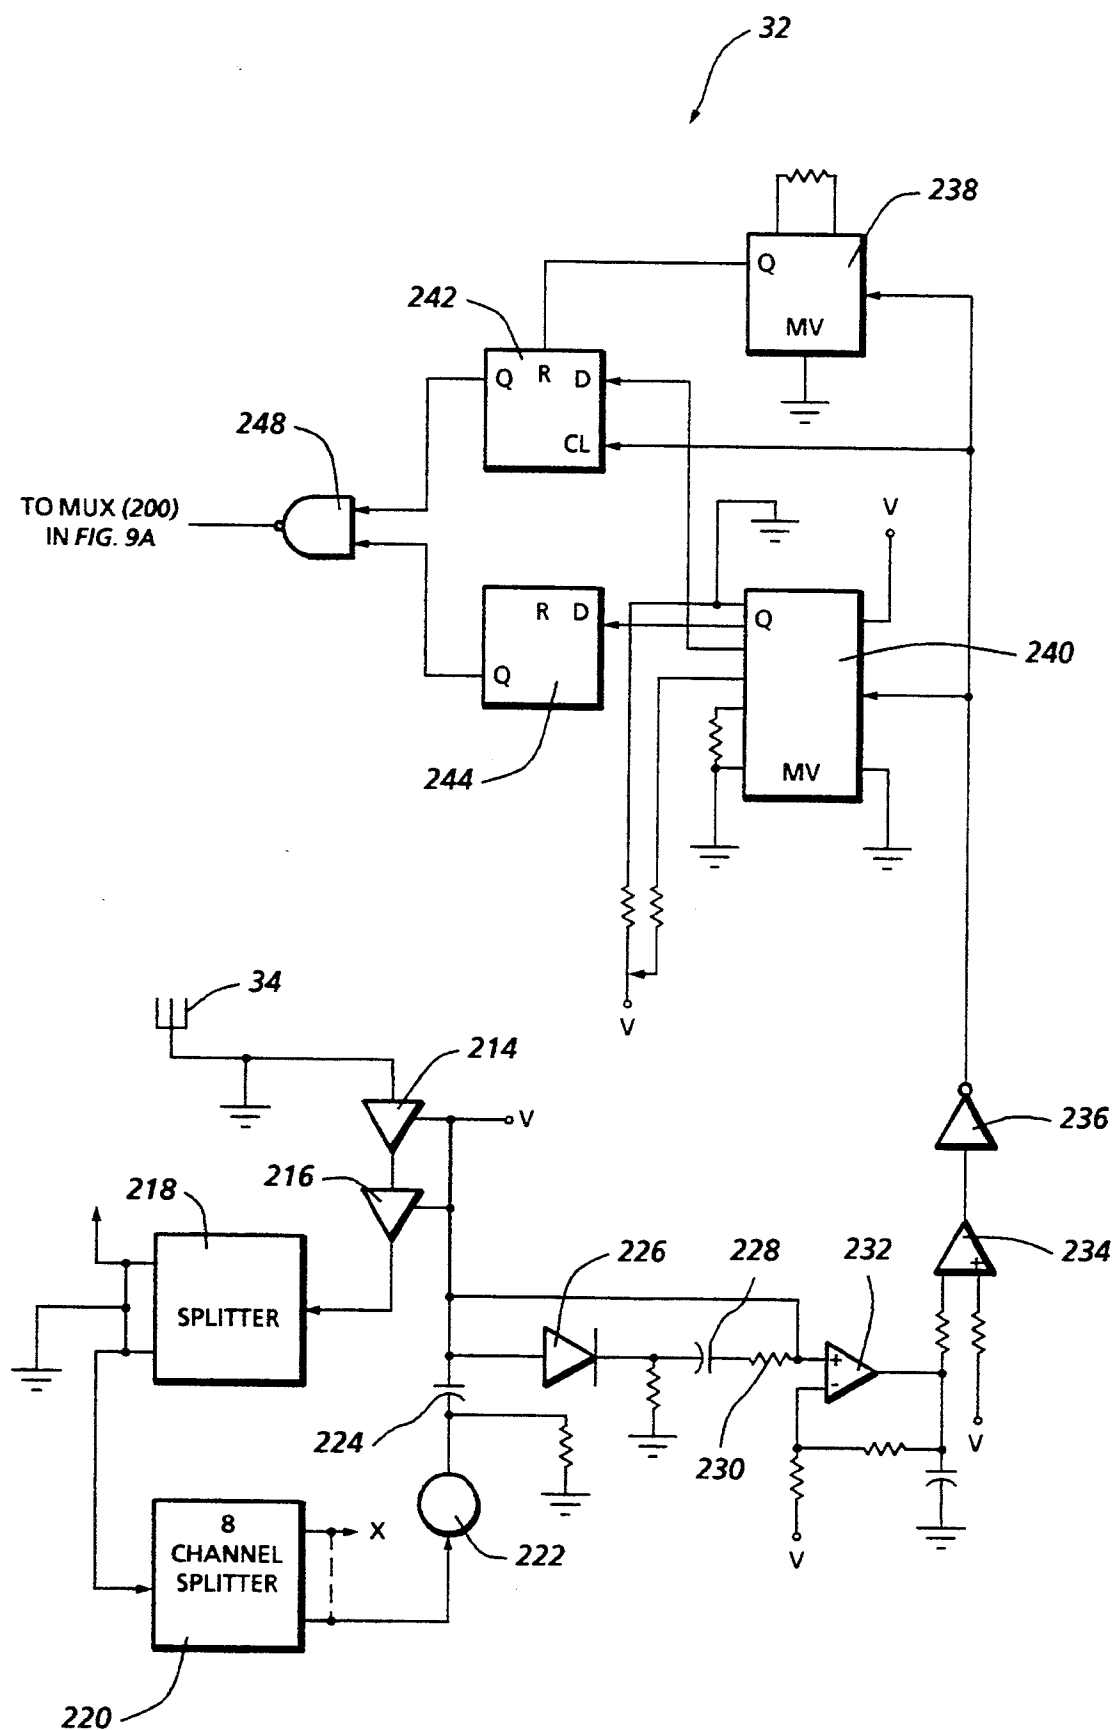 32
238
Q
MV
242
Q R D
CL
248
TO MUX (200)
IN FIG. 9A
V
R D
Q
244
Q
MV
240
V
34
214
V
216
218
SPLITTER
236
234
226
228
232
+
-
+
V
224
230
V
222
8
CHANNEL
SPLITTER
X
220